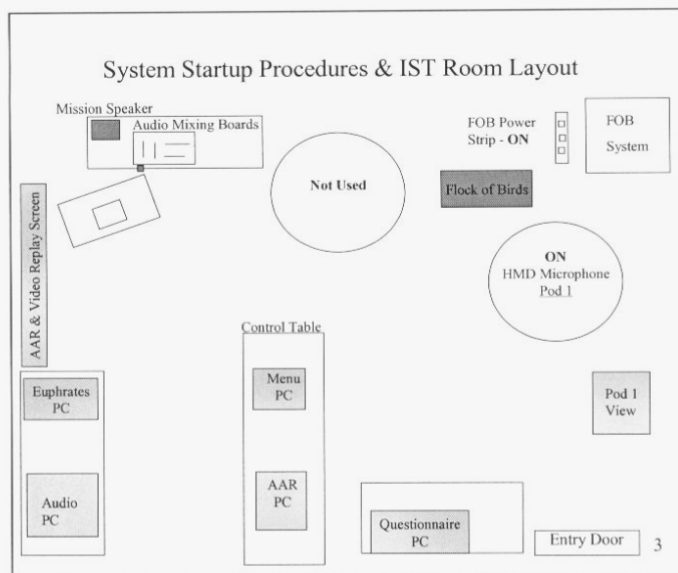 System Startup Procedures & IST Room Layout
Mission Speaker
Audio Mixing Boards
FOB Power
Strip - ON
FOB
System
Not Used
Flock of Birds
AAR & Video Replay Screen
ON
HMD Microphone
Pod 1
Control Table
Euphrates
PC
Menu
PC
Pod 1
View
Audio
PC
AAR
PC
Questionnaire
PC
Entry Door
3